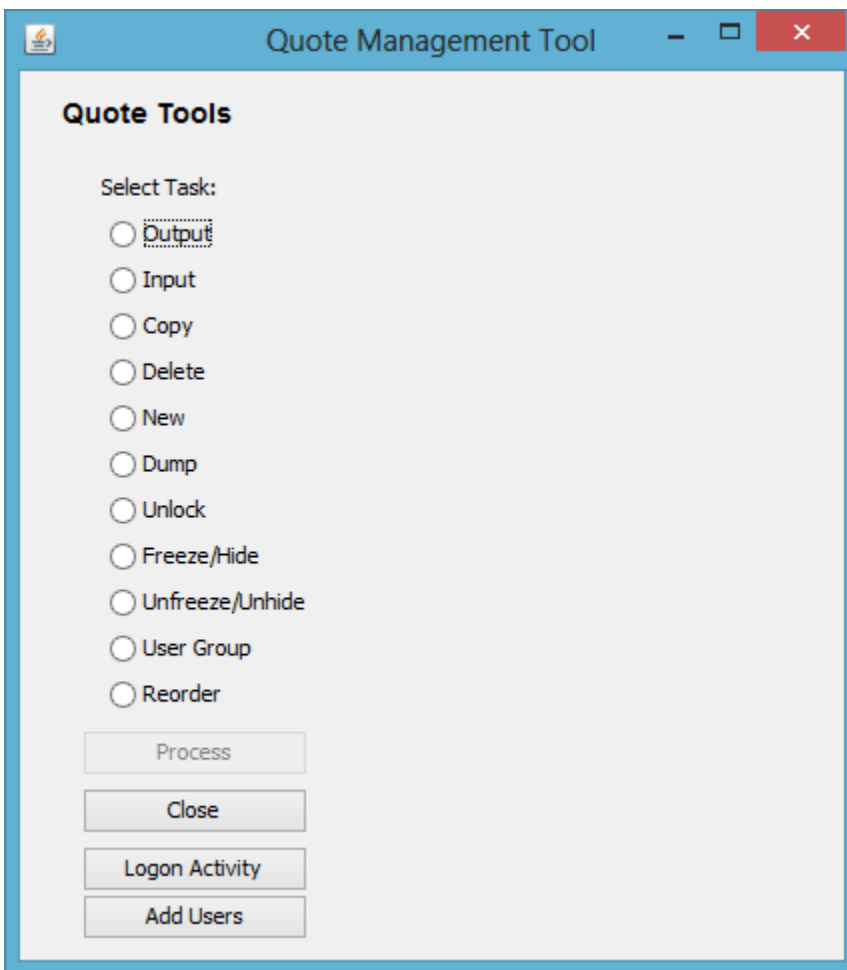 Quote Management Tool
Quote Tools
Select Task:
Output
Input
Copy
Delete
New
Dump
Unlock
Freeze/Hide
Unfreeze/Unhide
User Group
Reorder
Process
Close
Logon Activity
Add Users